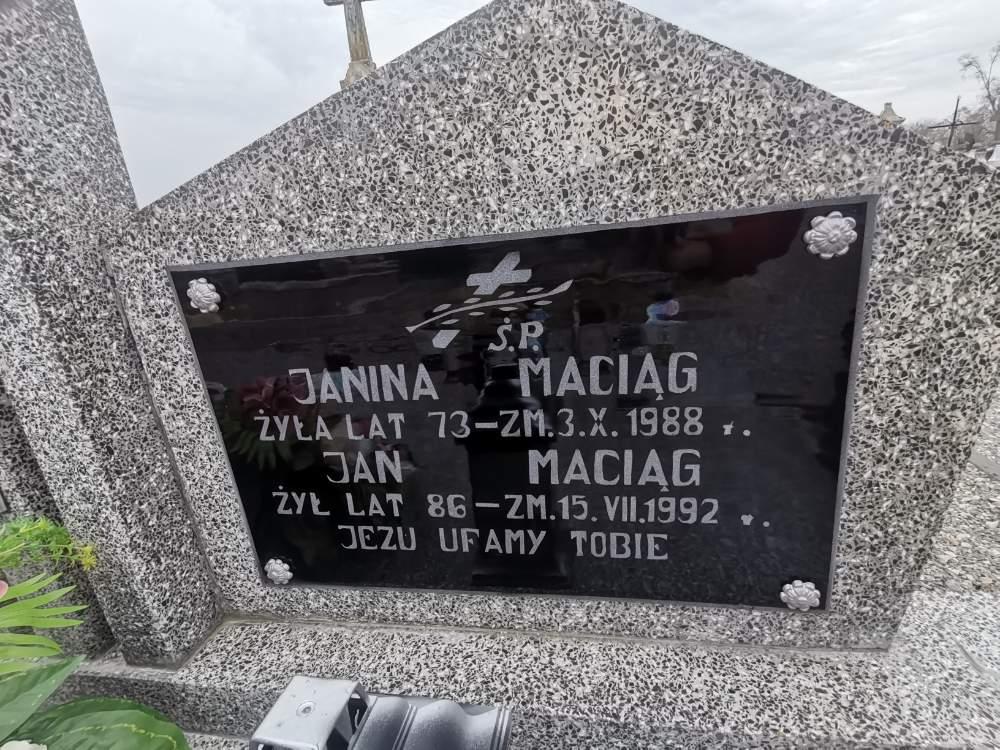 Ś.P.
JANINA MACIĄG
ŻYŁA LAT 73-ZM.3.X.1988 r.
JAN MACIĄG
ŻYŁ LAT 86-ZM.15.VII.1992 r.
JEZU UFAMY TOBIE